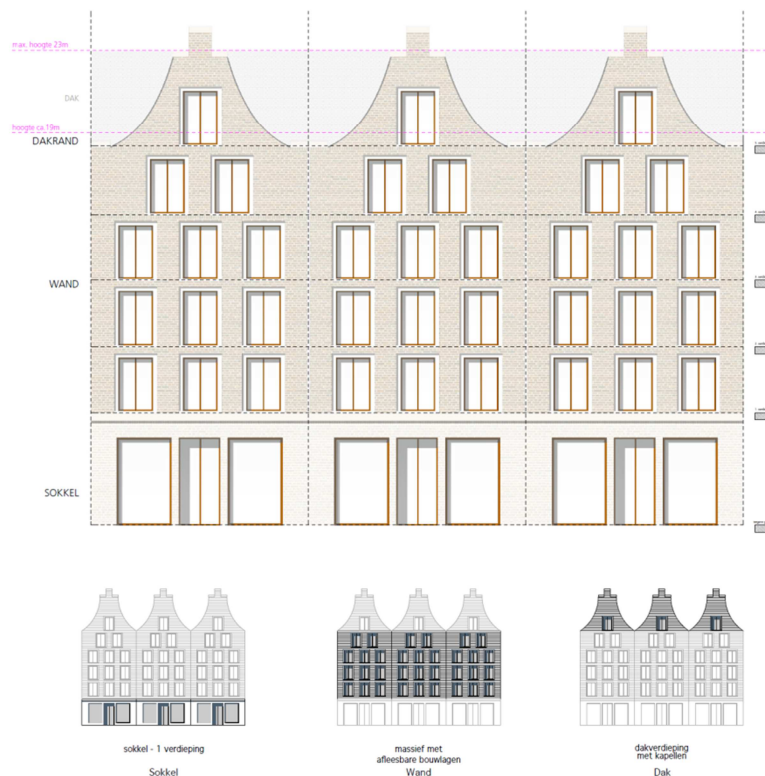 max. hoogte 23m
DAK
hoogte ca.19m
DAKRAND
WAND
SOKKEL
sokkel - 1 verdieping
Sokkel
massief met
afleesbare bouwlagen
Wand
dakverdieping
met kapellen
Dak